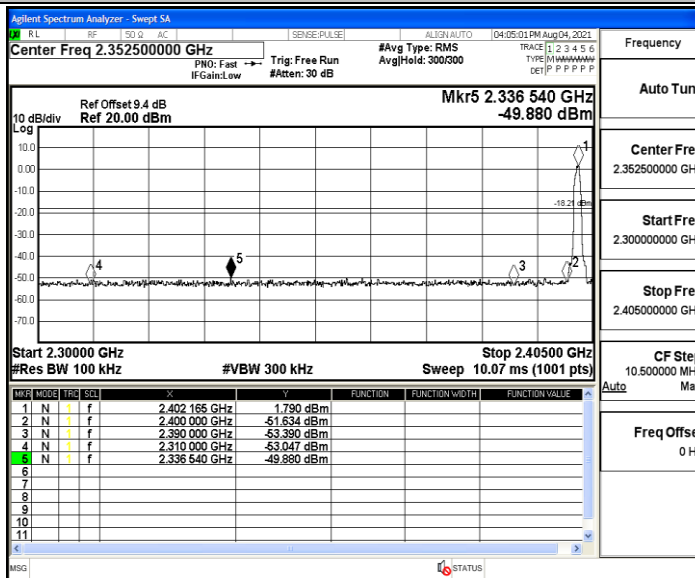 Agilent Spectrum Analyzer - Swept SA
LXI RL RF 50 Ω AC SENSE:PULSE ALIGN AUTO 04:05:01 PM Aug 04, 2021
Center Freq 2.352500000 GHz
PNO: Fast
IFGain:Low
Trig: Free Run
#Atten: 30 dB
#Avg Type: RMS
Avg|Hold: 300/300
TRACE 1 2 3 4 5 6
TYPE MWWWWW
DET P P P P P P
Ref Offset 9.4 dB
Ref 20.00 dBm
10 dB/div
Log
Mkr5 2.336 540 GHz
-49.880 dBm
10.0
0.00
-10.0
-20.0
-30.0
-40.0
-50.0
-60.0
-70.0
1
-18.21 dBm
4
5
3
2
Start 2.30000 GHz
Stop 2.40500 GHz
#Res BW 100 kHz
#VBW 300 kHz
Sweep 10.07 ms (1001 pts)
MKR MODE TRC SCL X Y FUNCTION FUNCTION WIDTH FUNCTION VALUE
1 N 1 f 2.402 165 GHz 1.790 dBm
2 N 1 f 2.400 000 GHz -51.634 dBm
3 N 1 f 2.390 000 GHz -53.390 dBm
4 N 1 f 2.310 000 GHz -53.047 dBm
5 N 1 f 2.336 540 GHz -49.880 dBm
6
7
8
9
10
11
MSG
STATUS
Frequency
Auto Tun
Center Fre
2.352500000 GH
Start Fre
2.300000000 GH
Stop Fre
2.405000000 GH
CF Step
10.500000 MH
Auto Ma
Freq Offse
0 H